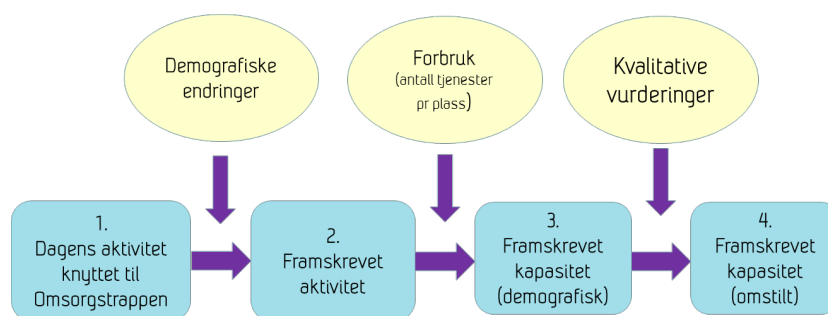 Demografiske
endringer
Forbruk
(antall tjenester
pr plass)
Kvalitative
vurderinger
1.
Dagens aktivitet
knyttet til
Omsorgstrappen
2.
Framskrevet
aktivitet
3.
Framskrevet
kapasitet
(demografisk)
4.
Framskrevet
kapasitet
(omstilt)